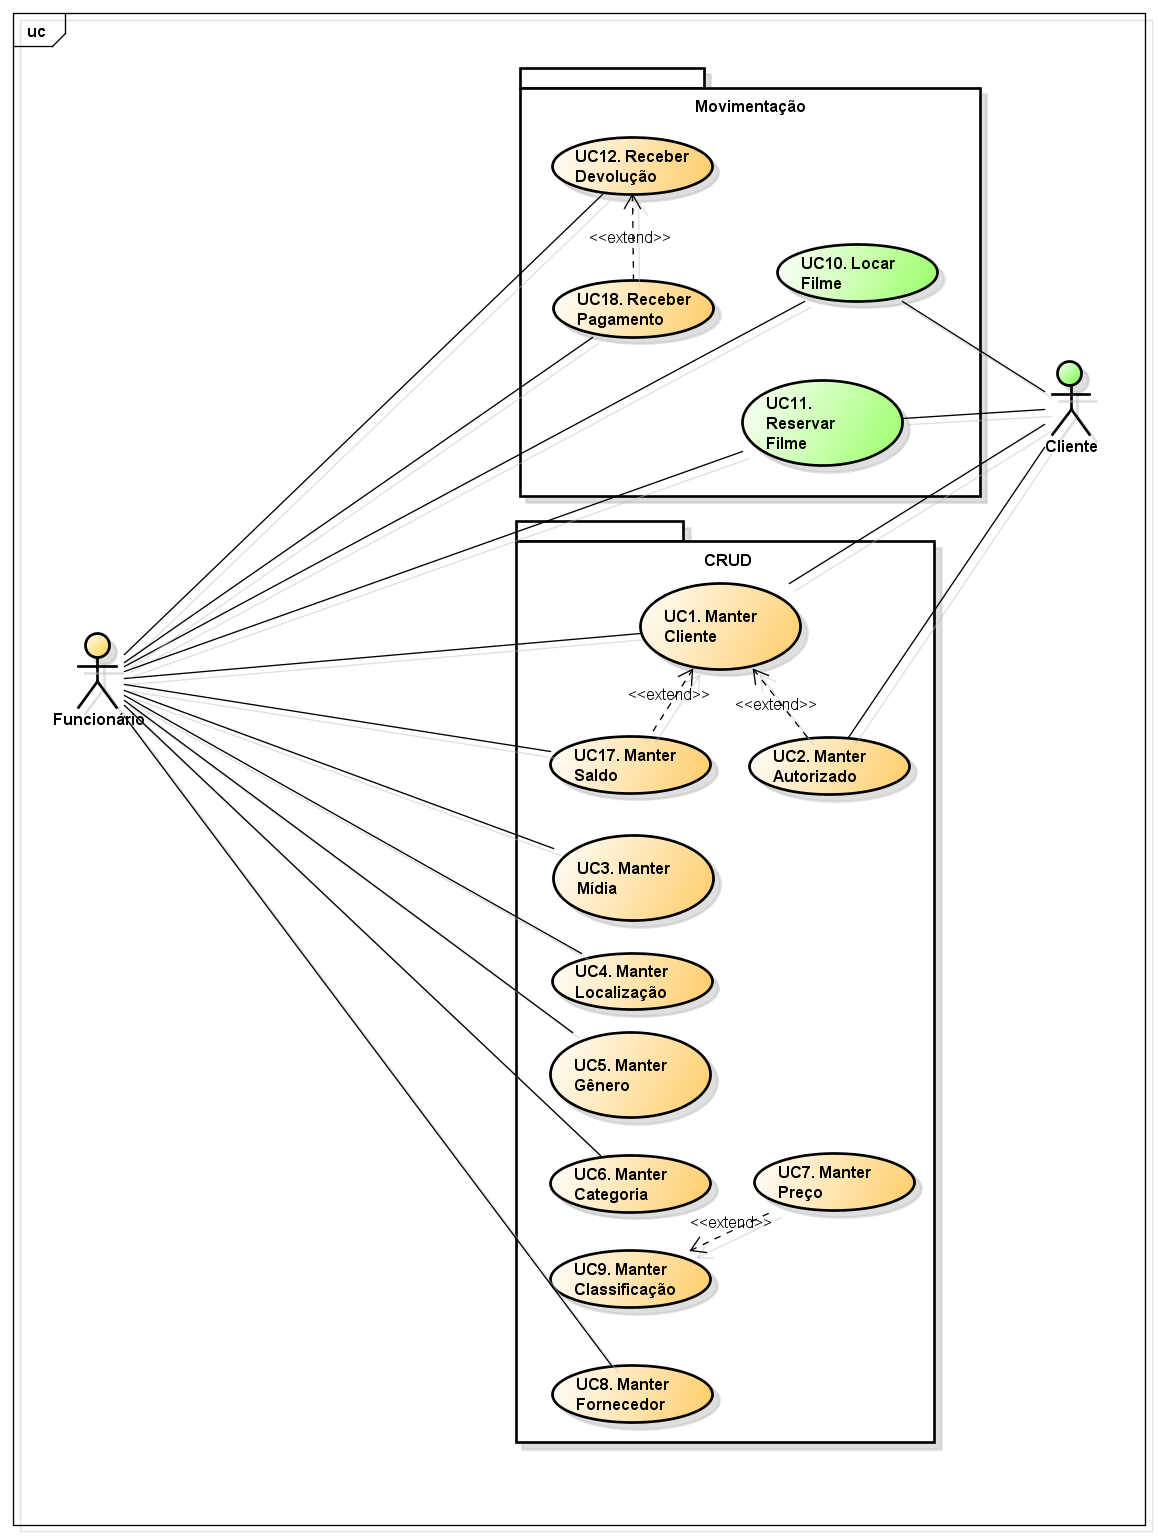 uc
Movimentação
UC12. Receber
Devolução
<<extend>>
UC18. Receber
Pagamento
UC10. Locar
Filme
UC11.
Reservar
Filme
Cliente
CRUD
UC1. Manter
Cliente
Funcionário
<<extend>>
<<extend>>
UC17. Manter
Saldo
UC2. Manter
Autorizado
UC3. Manter
Mídia
UC4. Manter
Localização
UC5. Manter
Gênero
UC6. Manter
Categoria
UC7. Manter
Preço
<<extend>>
UC9. Manter
Classificação
UC8. Manter
Fornecedor